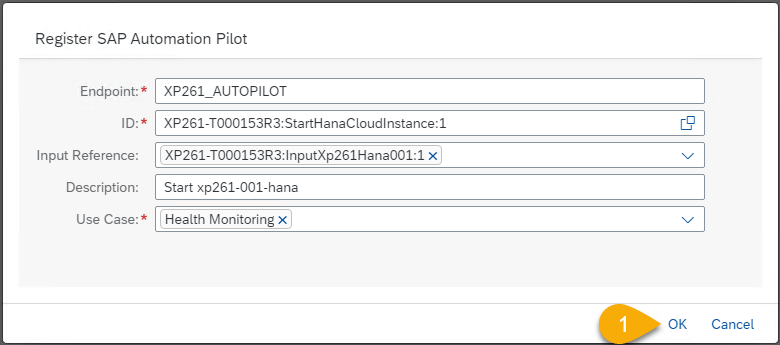 Register SAP Automation Pilot
Endpoint:* XP261_AUTOPILOT
ID:* XP261-T000153R3:StartHanaCloudInstance:1
Input Reference: XP261-T000153R3:InputXp261Hana001:1
Description: Start xp261-001-hana
Use Case:* Health Monitoring
1 OK Cancel